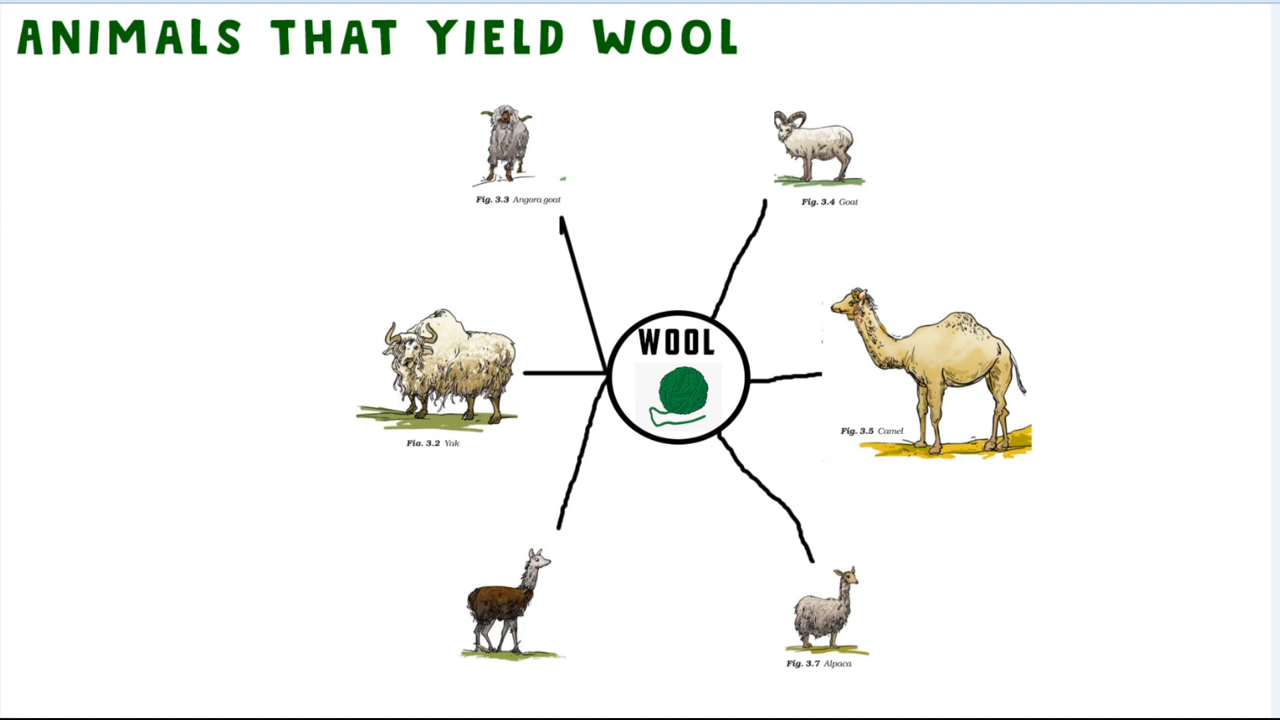 ANIMALS THAT YIELD WOOL
Fig. 3.3 Angora goat
Fig. 3.4 Goat
WOOL
Fig. 3.5 Camel
Fig. 3.2 Yak
Fig. 3.7 Alpaca